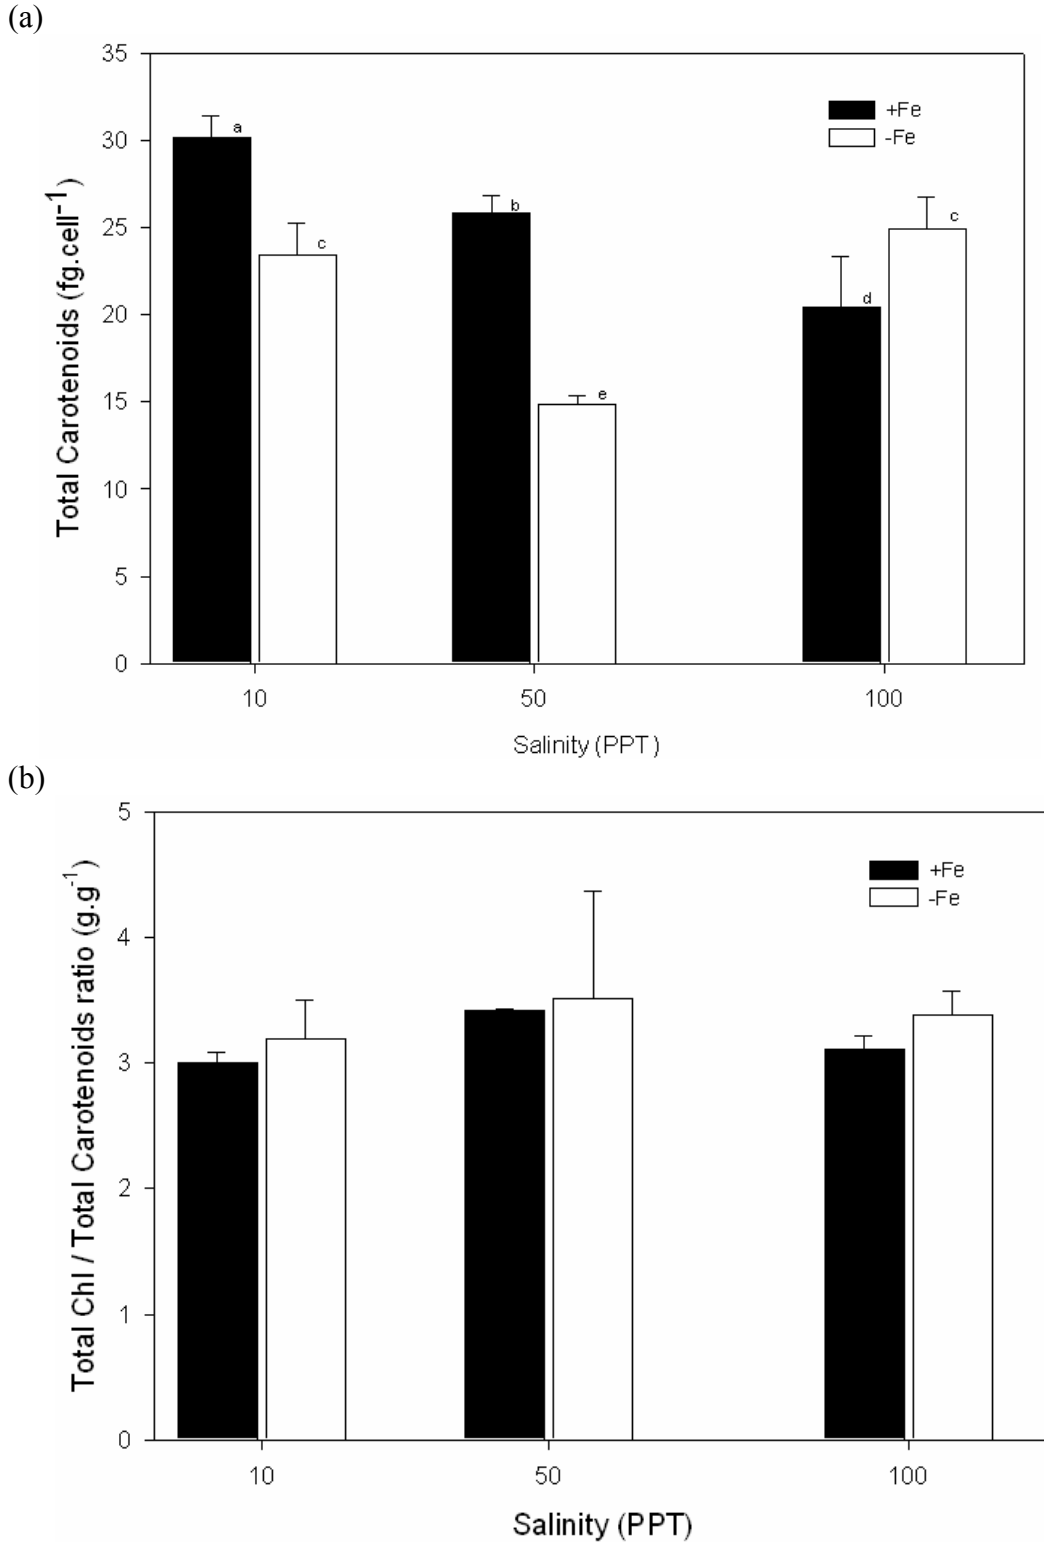 (a)
35
30
25
20
15
10
5
0
Total Carotenoids (fg.cell-1)
+Fe
-Fe
a
c
b
e
d
c
10
50
100
Salinity (PPT)
(b)
5
4
3
2
1
0
Total Chl / Total Carotenoids ratio (g.g-1)
+Fe
-Fe
10
50
100
Salinity (PPT)